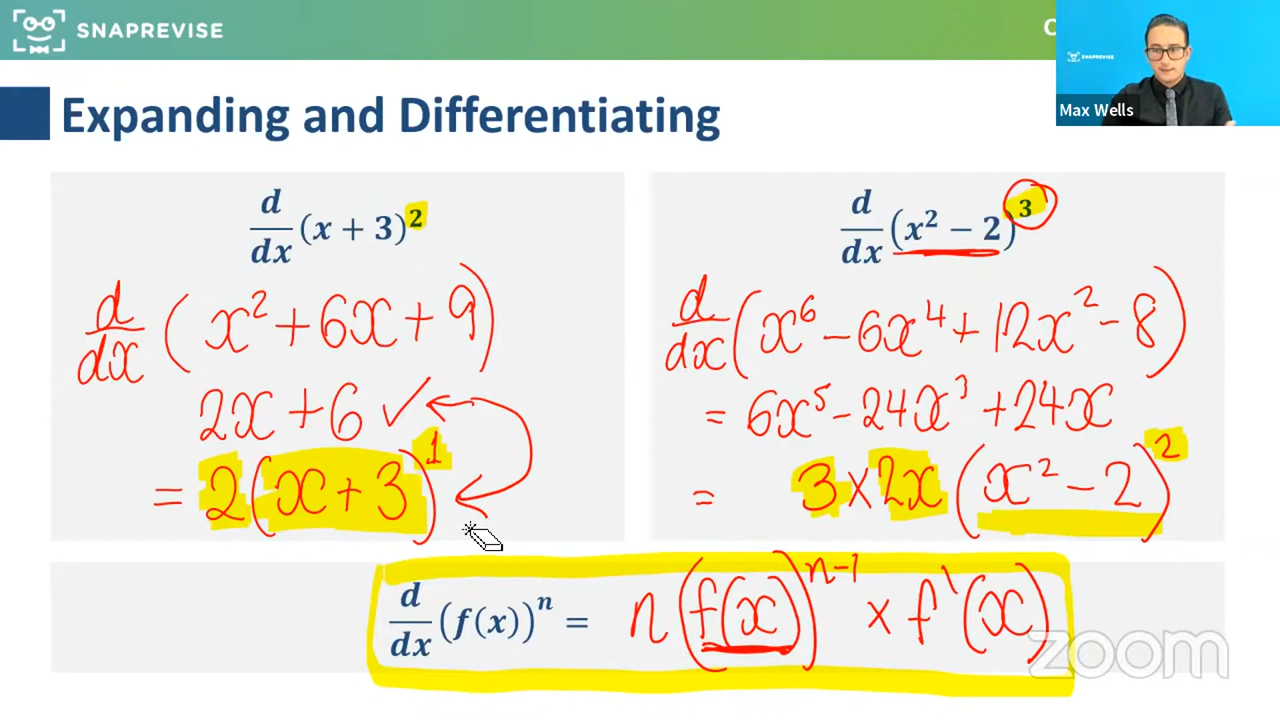 SNAPREVISE
Max Wells
SNAPREVISE
Expanding and Differentiating
d/dx (x + 3)²
d/dx (x² + 6x + 9)
2x + 6 ✓
= 2(x + 3)¹
d/dx (x² − 2)³
d/dx (x⁶ − 6x⁴ + 12x² − 8)
= 6x⁵ − 24x³ + 24x
= 3 × 2x (x² − 2)²
d/dx (f(x))ⁿ = n(f(x))ⁿ⁻¹ × f'(x)
zoom